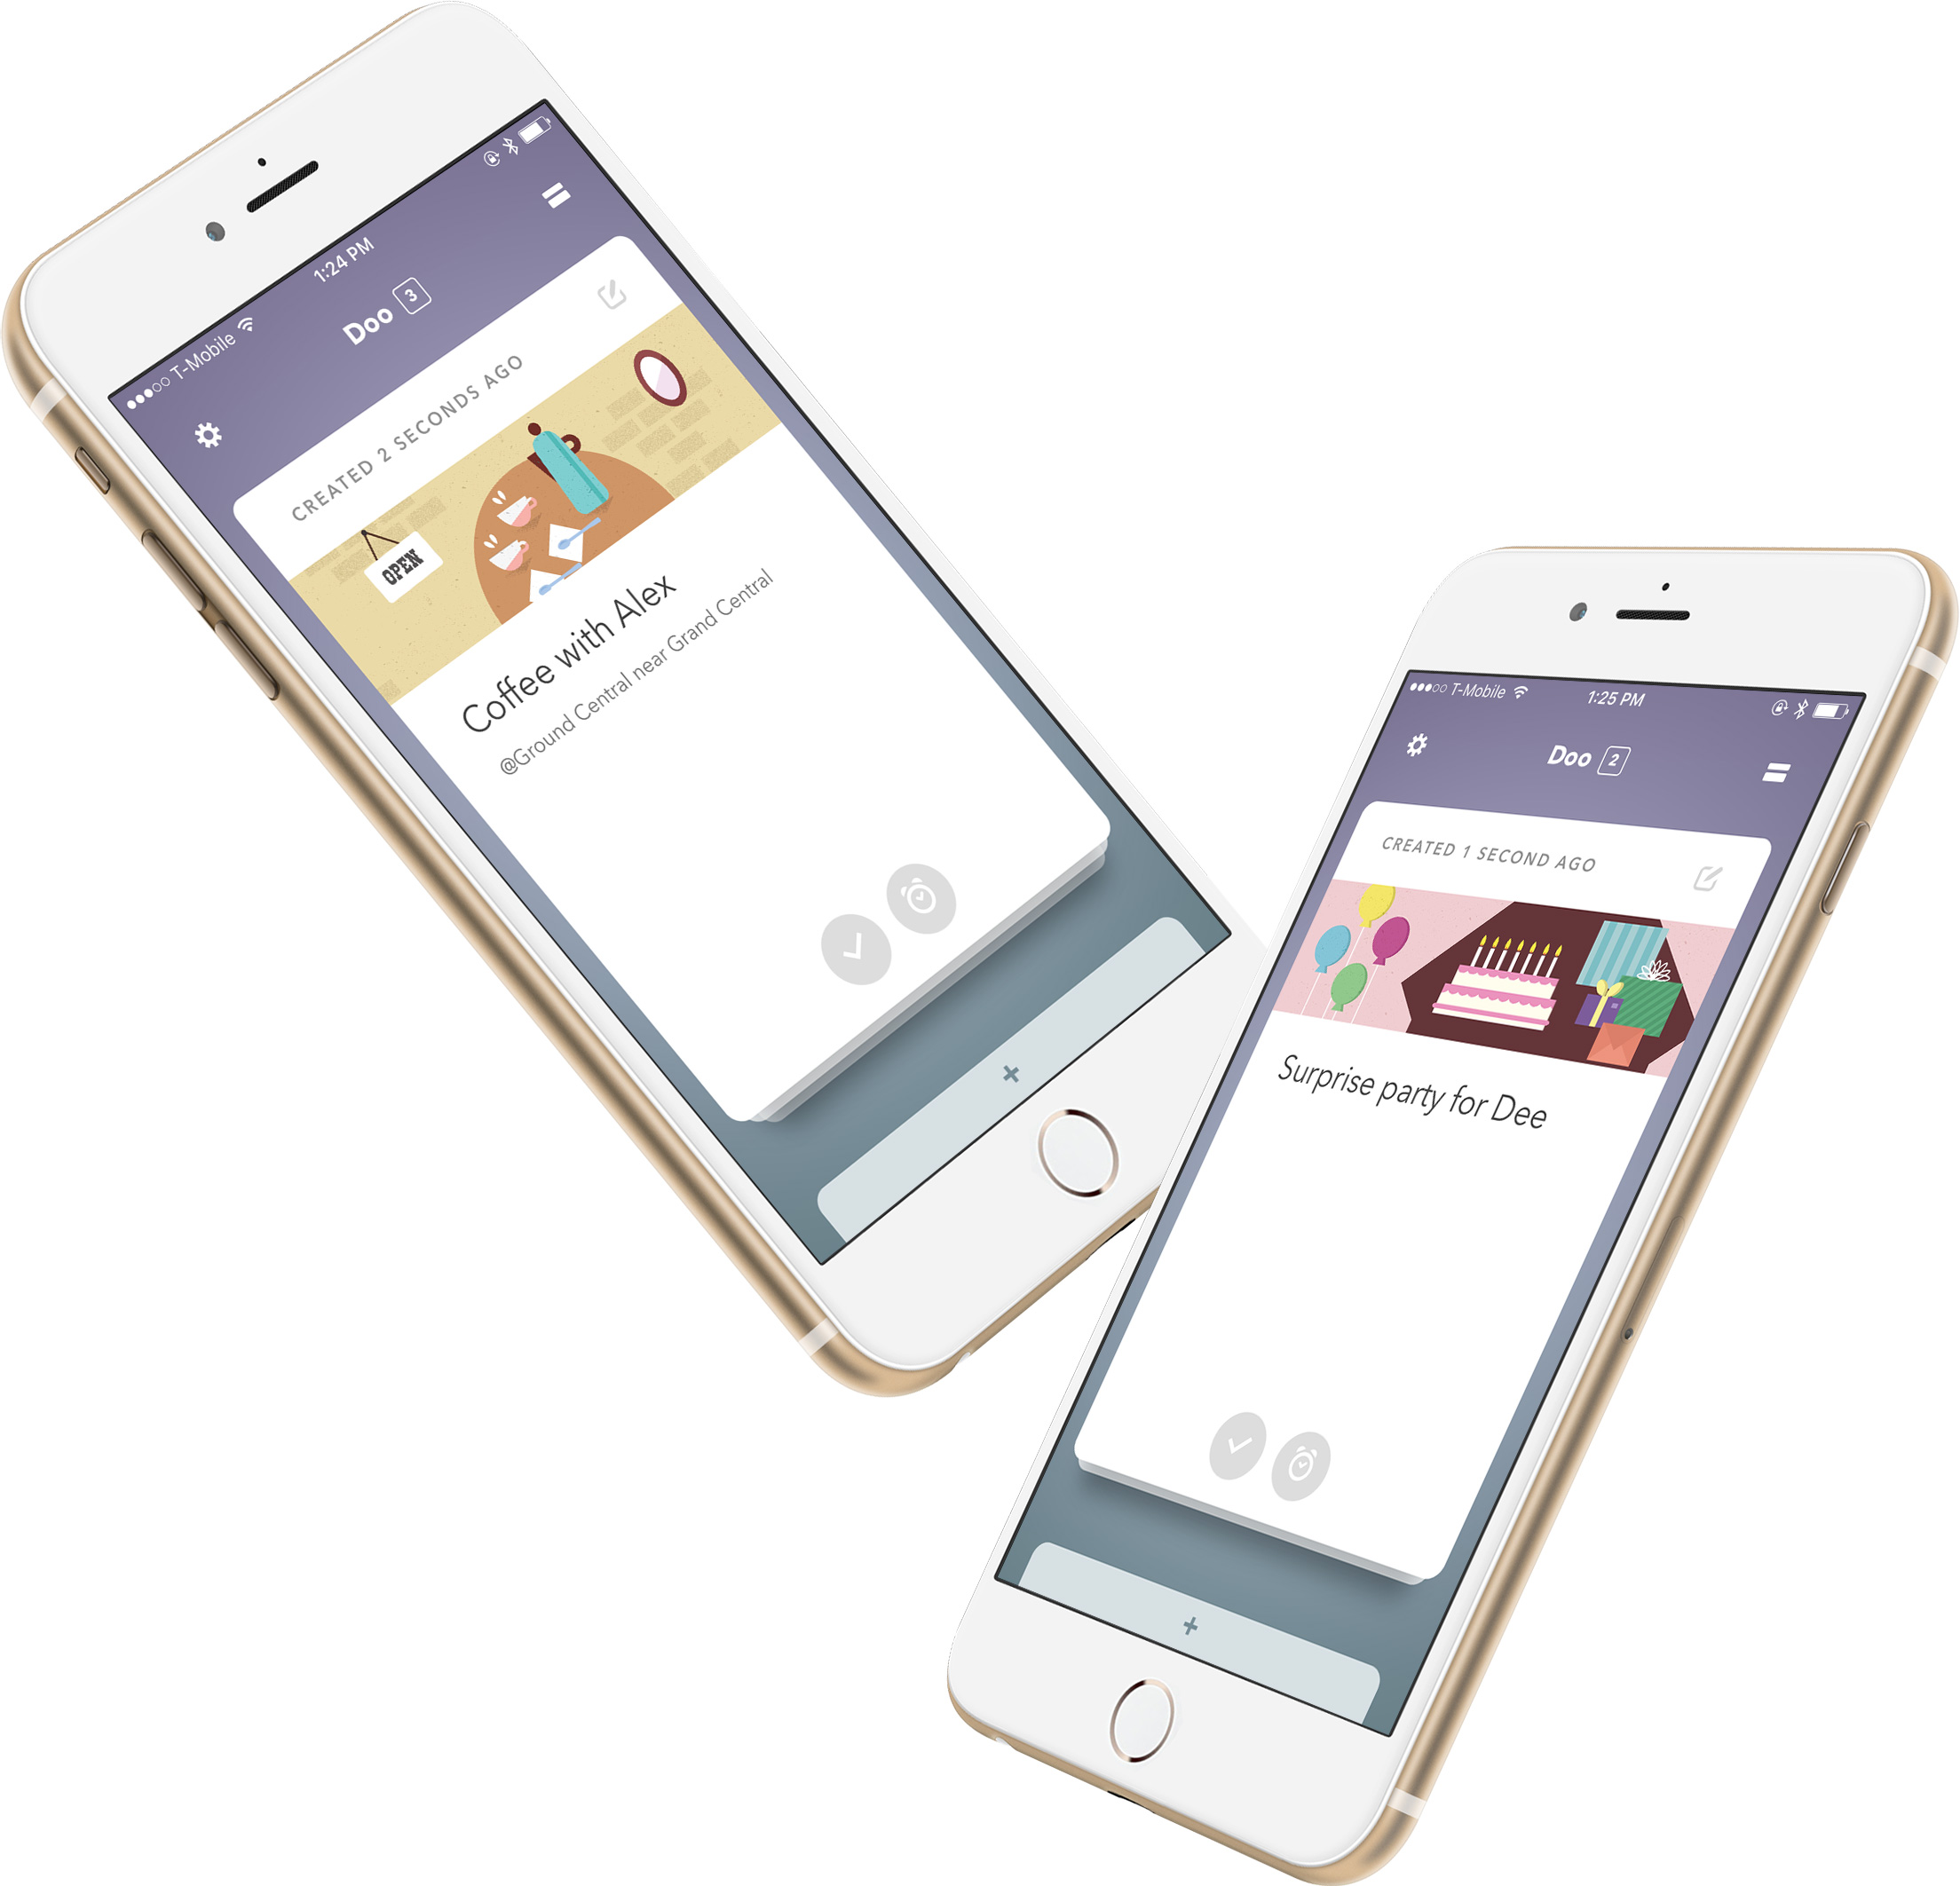 T-Mobile
1:24 PM
Doo 3
CREATED 2 SECONDS AGO
OPEN
Coffee with Alex
@Ground Central near Grand Central
+
T-Mobile
1:25 PM
Doo 2
CREATED 1 SECOND AGO
Surprise party for Dee
+